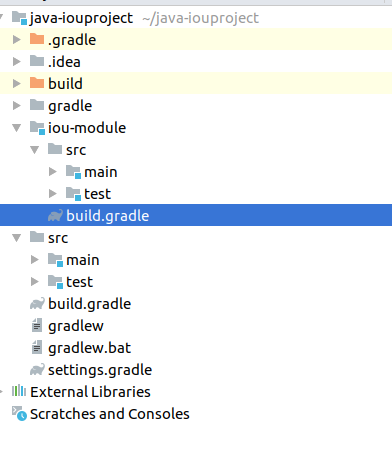 java-iouproject ~/java-iouproject
.gradle
.idea
build
gradle
iou-module
src
main
test
build.gradle
src
main
test
build.gradle
gradlew
gradlew.bat
settings.gradle
External Libraries
Scratches and Consoles